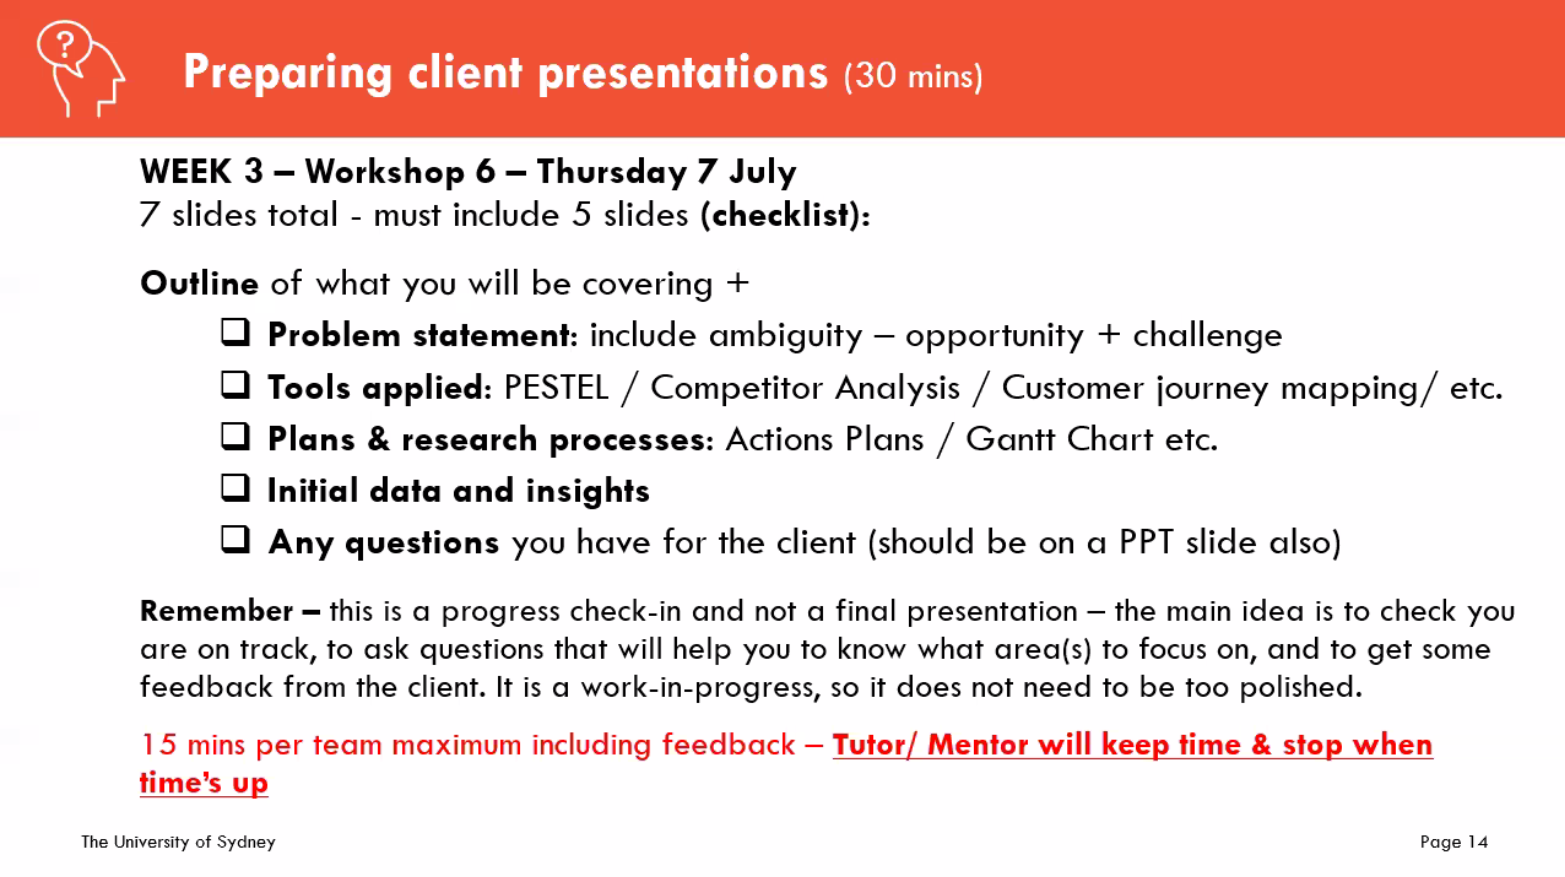 ?
Preparing client presentations (30 mins)
WEEK 3 – Workshop 6 – Thursday 7 July
7 slides total - must include 5 slides (checklist):
Outline of what you will be covering +
❑ Problem statement: include ambiguity – opportunity + challenge
❑ Tools applied: PESTEL / Competitor Analysis / Customer journey mapping/ etc.
❑ Plans & research processes: Actions Plans / Gantt Chart etc.
❑ Initial data and insights
❑ Any questions you have for the client (should be on a PPT slide also)
Remember – this is a progress check-in and not a final presentation – the main idea is to check you
are on track, to ask questions that will help you to know what area(s) to focus on, and to get some
feedback from the client. It is a work-in-progress, so it does not need to be too polished.
15 mins per team maximum including feedback – Tutor/ Mentor will keep time & stop when
time’s up
The University of Sydney
Page 14